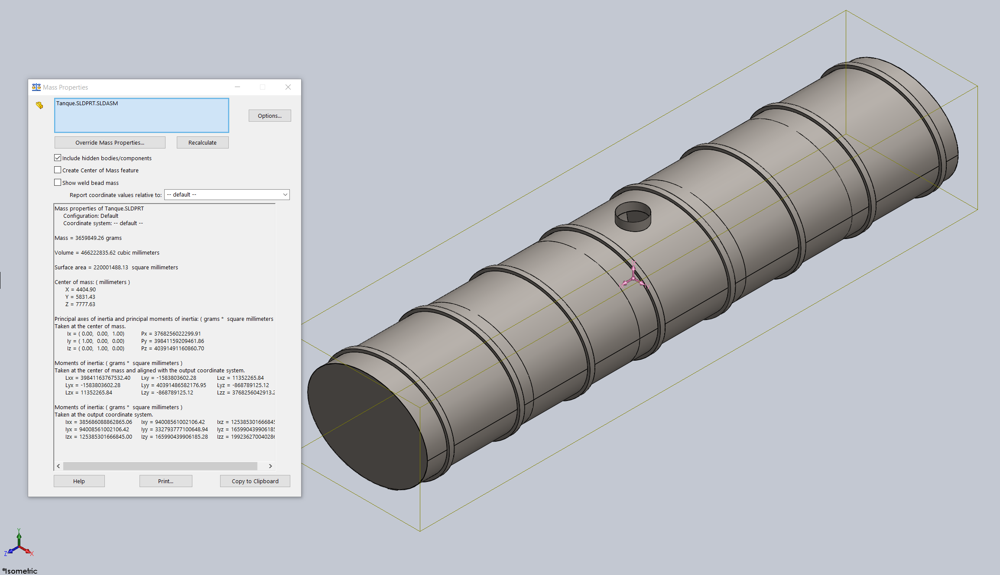 Mass Properties
Tanque.SLDPRT.SLDASM
Options...
Override Mass Properties...
Recalculate
Include hidden bodies/components
Create Center of Mass feature
Show weld bead mass
Report coordinate values relative to:
-- default --
Mass properties of Tanque.SLDPRT
Configuration: Default
Coordinate system: -- default --
Mass = 3659849.26 grams
Volume = 466222835.62 cubic millimeters
Surface area = 220001488.13 square millimeters
Center of mass: ( millimeters )
X = 4404.90
Y = 5831.43
Z = 7777.63
Principal axes of inertia and principal moments of inertia: ( grams * square millimeters
Taken at the center of mass.
Ix = ( 0.00, 0.00, 1.00) Px = 3768256022299.91
Iy = ( 1.00, 0.00, 0.00) Py = 39841159209461.86
Iz = ( 0.00, 1.00, 0.00) Pz = 40391491160860.70
Moments of inertia: ( grams * square millimeters )
Taken at the center of mass and aligned with the output coordinate system.
Lxx = 39841163767532.40 Lxy = -1583803602.28 Lxz = 11352265.84
Lyx = -1583803602.28 Lyy = 40391486582176.95 Lyz = -868789125.12
Lzx = 11352265.84 Lzy = -868789125.12 Lzz = 3768256042913.2
Moments of inertia: ( grams * square millimeters )
Taken at the output coordinate system.
Ixx = 385686088862865.06 Ixy = 94008561002106.42 Ixz = 125385301666845
Iyx = 94008561002106.42 Iyy = 332793777100648.94 Iyz = 165990439906185
Izx = 125385301666845.00 Izy = 165990439906185.28 Izz = 199236270040286
Help
Print...
Copy to Clipboard
Y
Z
X
*Isometric